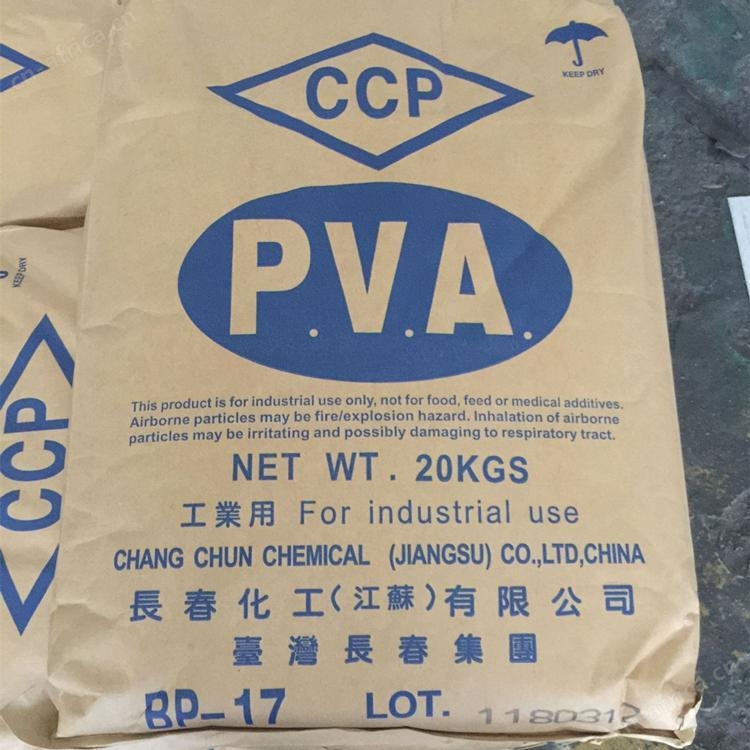 CCP
KEEP DRY
P.V.A.
This product is for industrial use only, not for food, feed or medical additives.
Airborne particles may be fire/explosion hazard. Inhalation of airborne
particles may be irritating and possibly damaging to respiratory tract.
NET WT. 20KGS
工業用 For industrial use
CHANG CHUN CHEMICAL (JIANGSU) CO.,LTD,CHINA
長春化工(江蘇)有限公司
臺灣長春集團
BP-17 LOT. 1180312
KEEP DRY
CCP